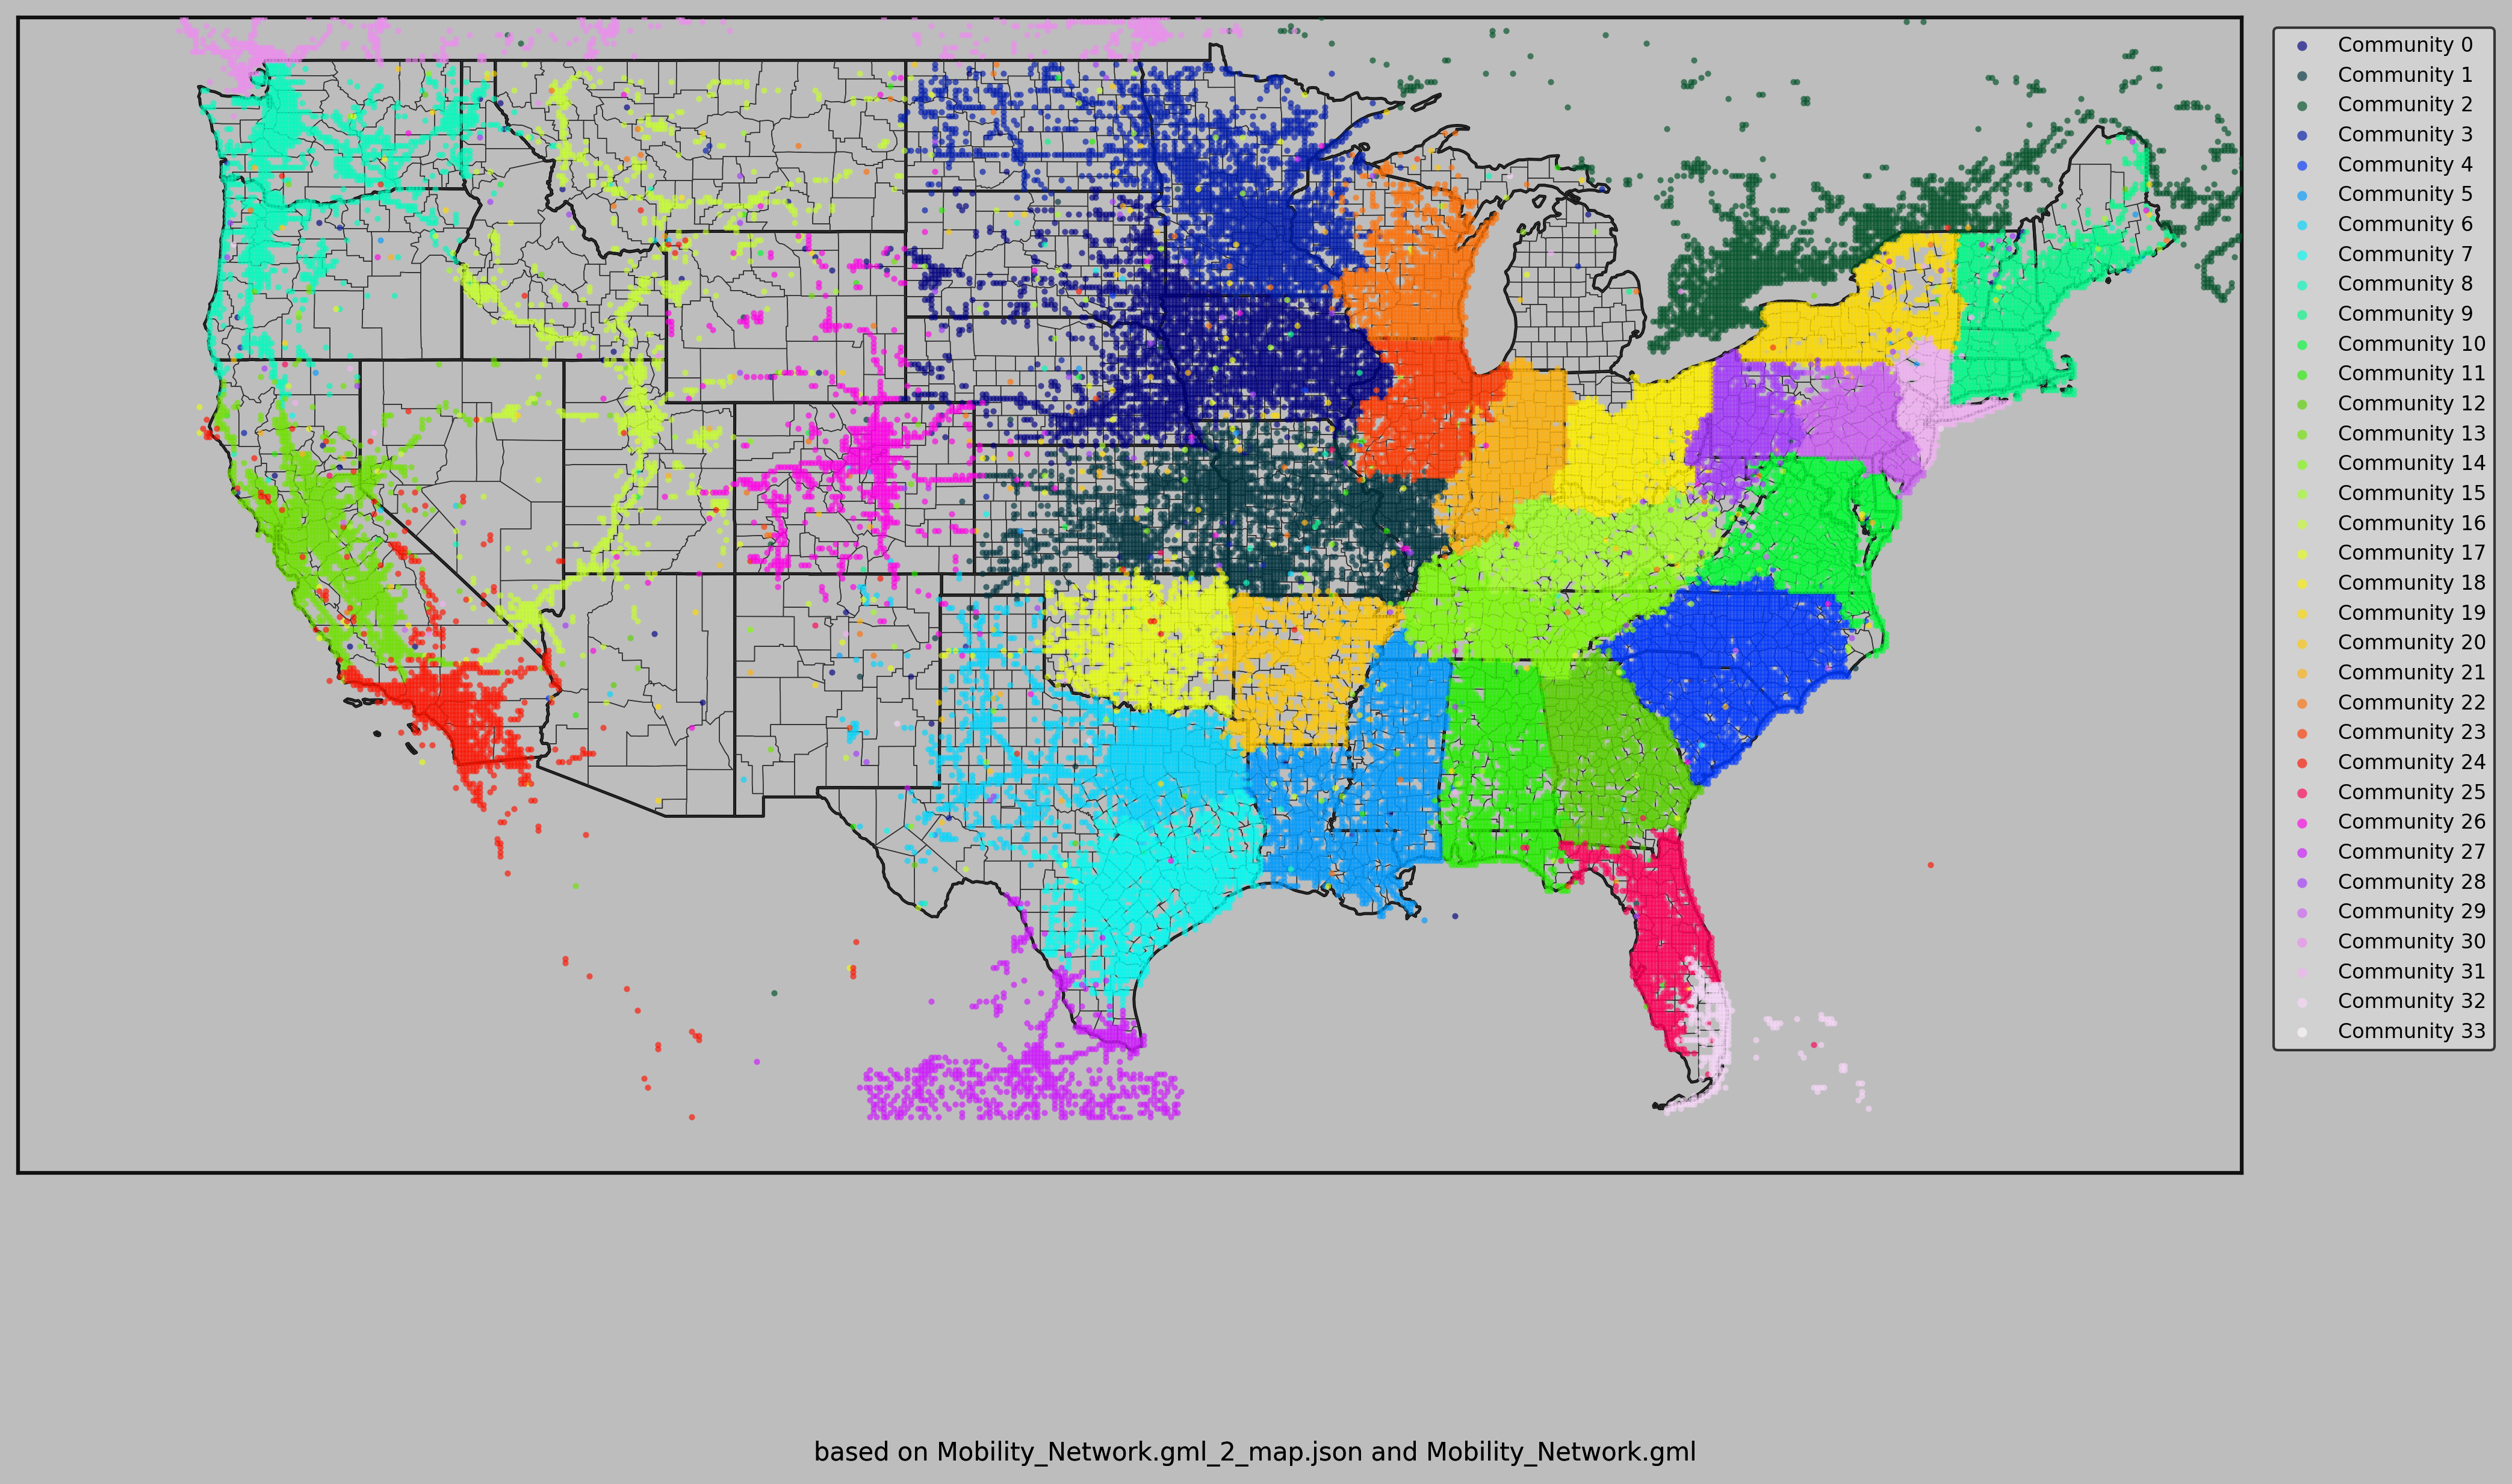 Community 0
Community 1
Community 2
Community 3
Community 4
Community 5
Community 6
Community 7
Community 8
Community 9
Community 10
Community 11
Community 12
Community 13
Community 14
Community 15
Community 16
Community 17
Community 18
Community 19
Community 20
Community 21
Community 22
Community 23
Community 24
Community 25
Community 26
Community 27
Community 28
Community 29
Community 30
Community 31
Community 32
Community 33
based on Mobility_Network.gml_2_map.json and Mobility_Network.gml